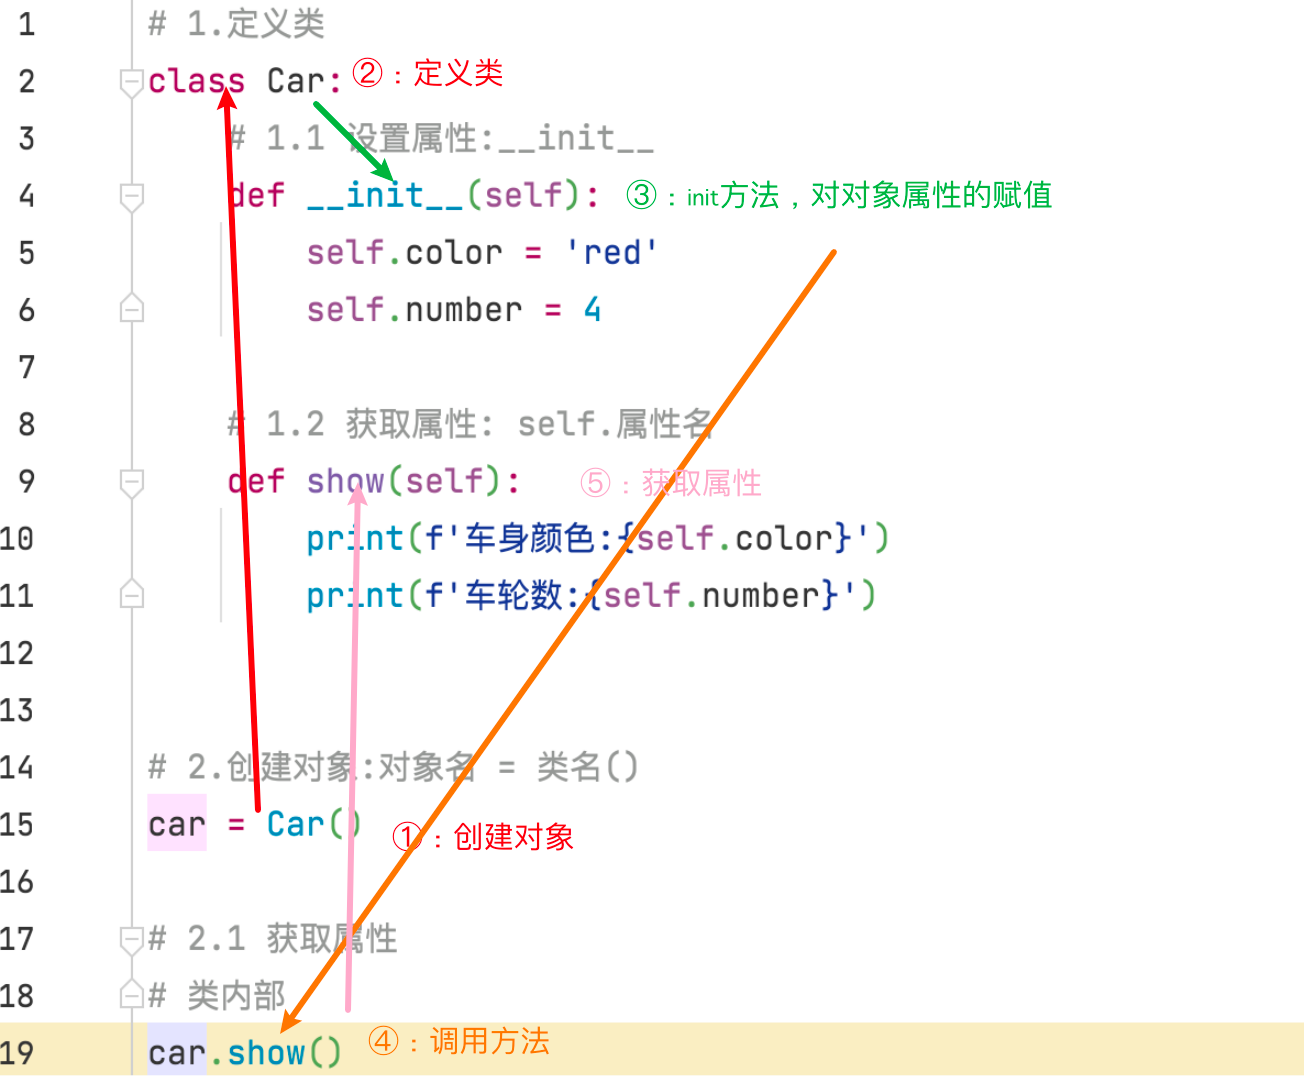 1 # 1.定义类
2 class Car: ②：定义类
3 # 1.1 设置属性:__init__
4 def __init__(self): ③：init方法，对对象属性的赋值
5 self.color = 'red'
6 self.number = 4
7
8 # 1.2 获取属性: self.属性名
9 def show(self): ⑤：获取属性
10 print(f'车身颜色:{self.color}')
11 print(f'车轮数:{self.number}')
12
13
14 # 2.创建对象:对象名 = 类名()
15 car = Car() ①：创建对象
16
17 # 2.1 获取属性
18 # 类内部
19 car.show() ④：调用方法